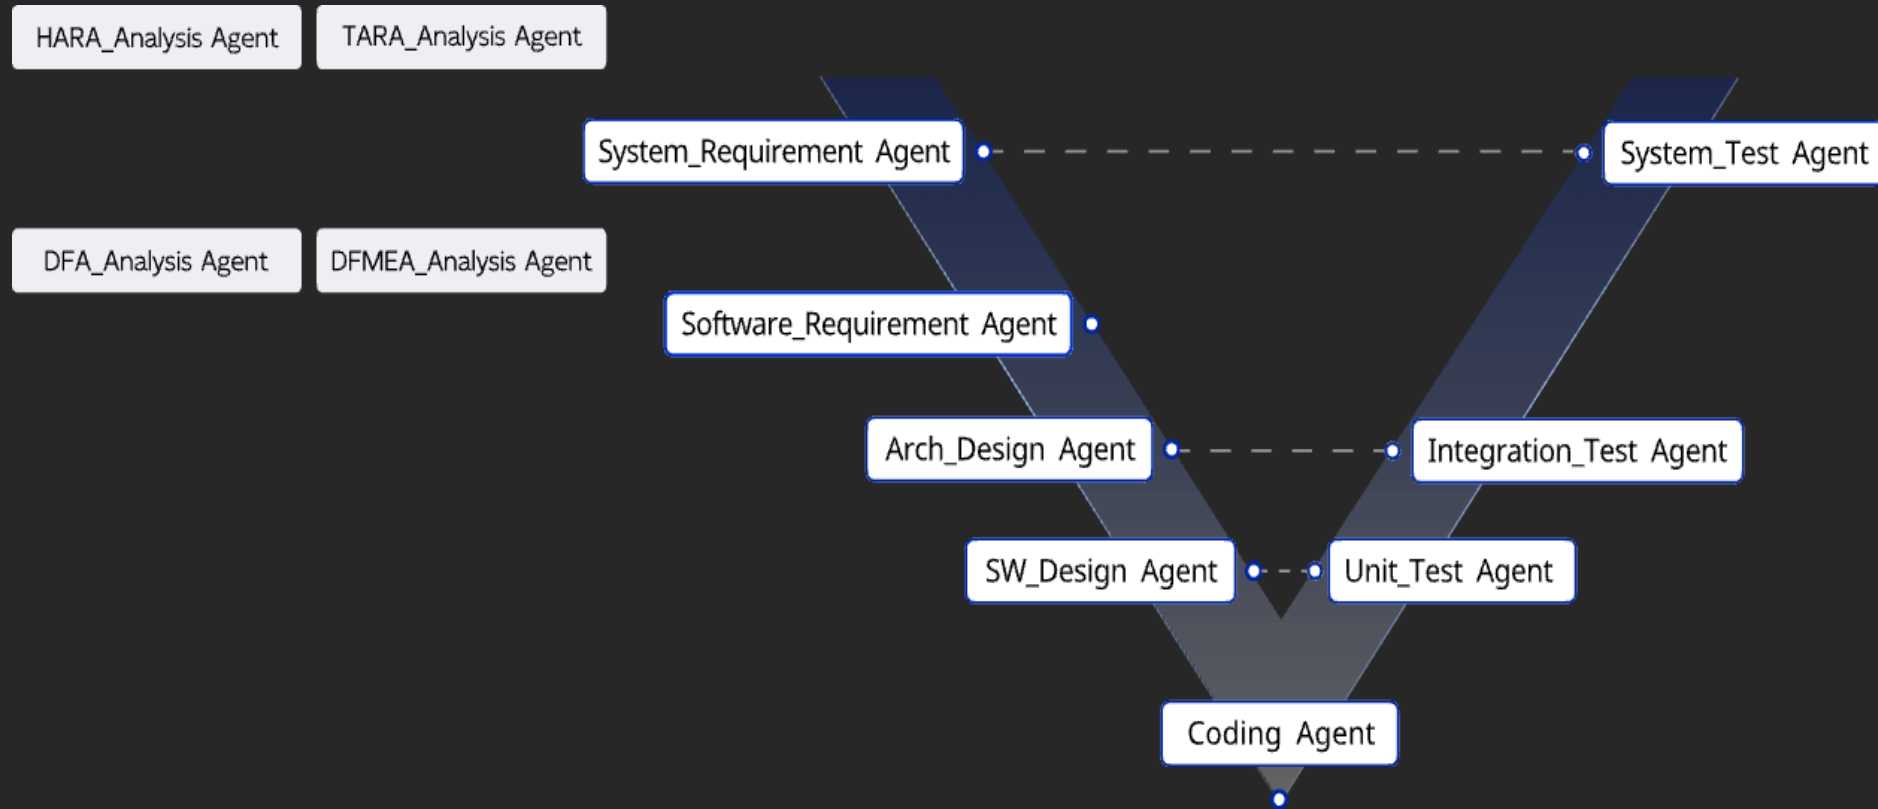 HARA_Analysis Agent
TARA_Analysis Agent
System_Requirement Agent
System_Test Agent
DFA_Analysis Agent
DFMEA_Analysis Agent
Software_Requirement Agent
Arch_Design Agent
Integration_Test Agent
SW_Design Agent
Unit_Test Agent
Coding Agent